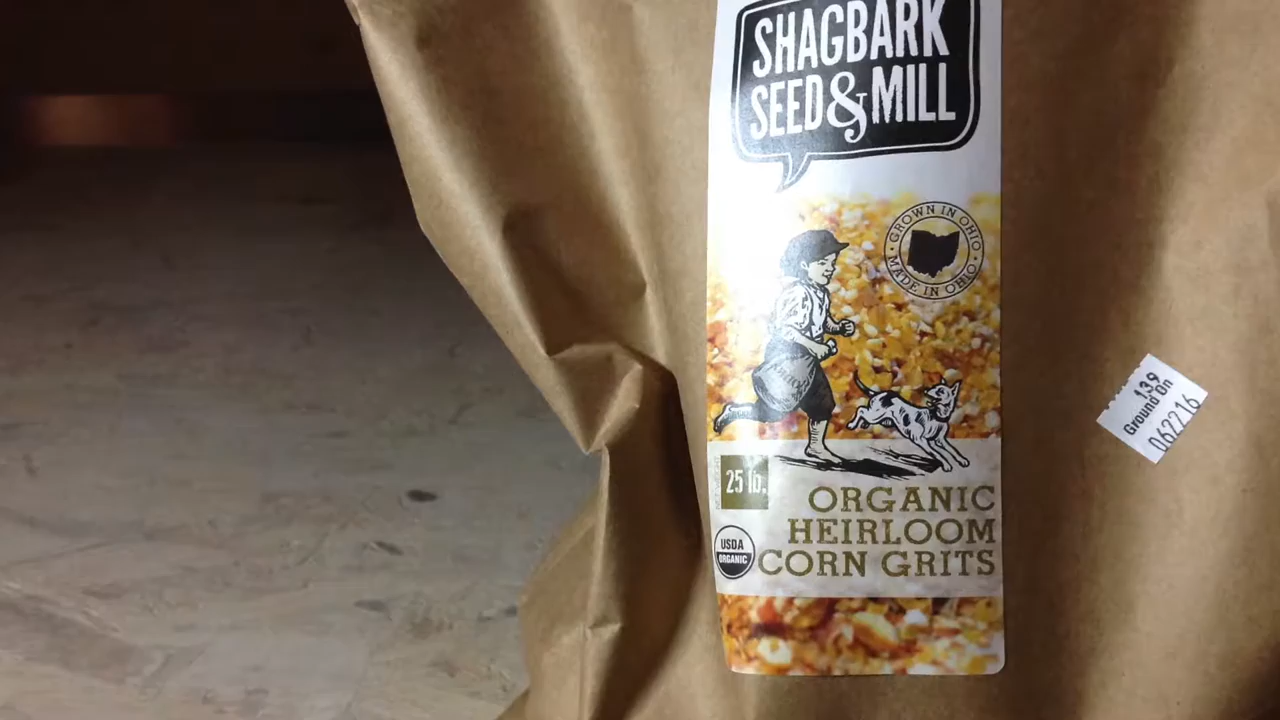 SHAGBARK
SEED & MILL
GROWN IN OHIO
MADE IN OHIO
139
Ground On
062216
25 lb.
ORGANIC
HEIRLOOM
CORN GRITS
USDA
ORGANIC